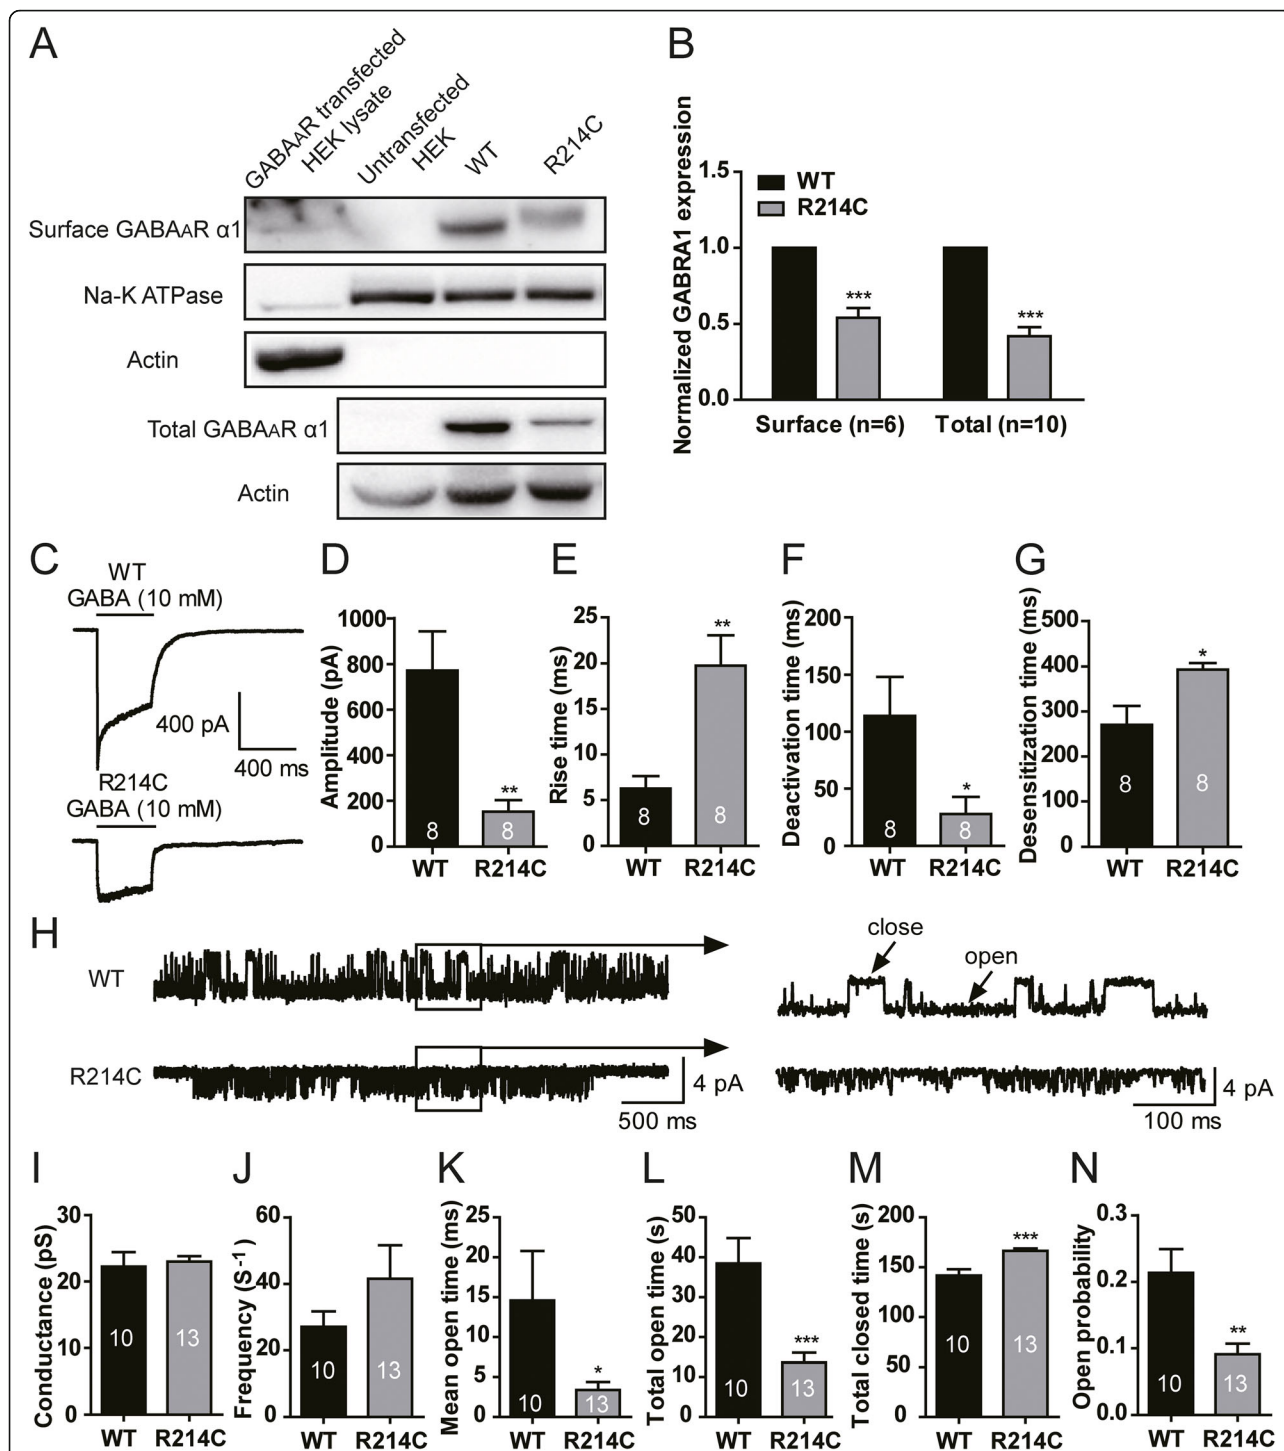 A
GABAAR transfected
HEK lysate
Untransfected
HEK
WT
R214C
Surface GABAAR α1
Na-K ATPase
Actin
Total GABAAR α1
Actin
B
Normalized GABRA1 expression
1.5
1.0
0.5
0.0
WT
R214C
***
***
Surface (n=6)
Total (n=10)
C
WT
GABA (10 mM)
400 pA
400 ms
R214C
GABA (10 mM)
D
Amplitude (pA)
1000
800
600
400
200
0
**
8
8
WT
R214C
E
Rise time (ms)
25
20
15
10
5
0
**
8
8
WT
R214C
F
Deactivation time (ms)
200
150
100
50
0
*
8
8
WT
R214C
G
Desensitization time (ms)
500
400
300
200
100
0
*
8
8
WT
R214C
H
WT
R214C
4 pA
500 ms
close
open
4 pA
100 ms
I
Conductance (pS)
30
20
10
0
10
13
WT
R214C
J
Frequency (S-1)
60
40
20
0
10
13
WT
R214C
K
Mean open time (ms)
25
20
15
10
5
0
*
10
13
WT
R214C
L
Total open time (s)
50
40
30
20
10
0
***
10
13
WT
R214C
M
Total closed time (s)
200
150
100
50
0
***
10
13
WT
R214C
N
Open probability
0.3
0.2
0.1
0.0
**
10
13
WT
R214C